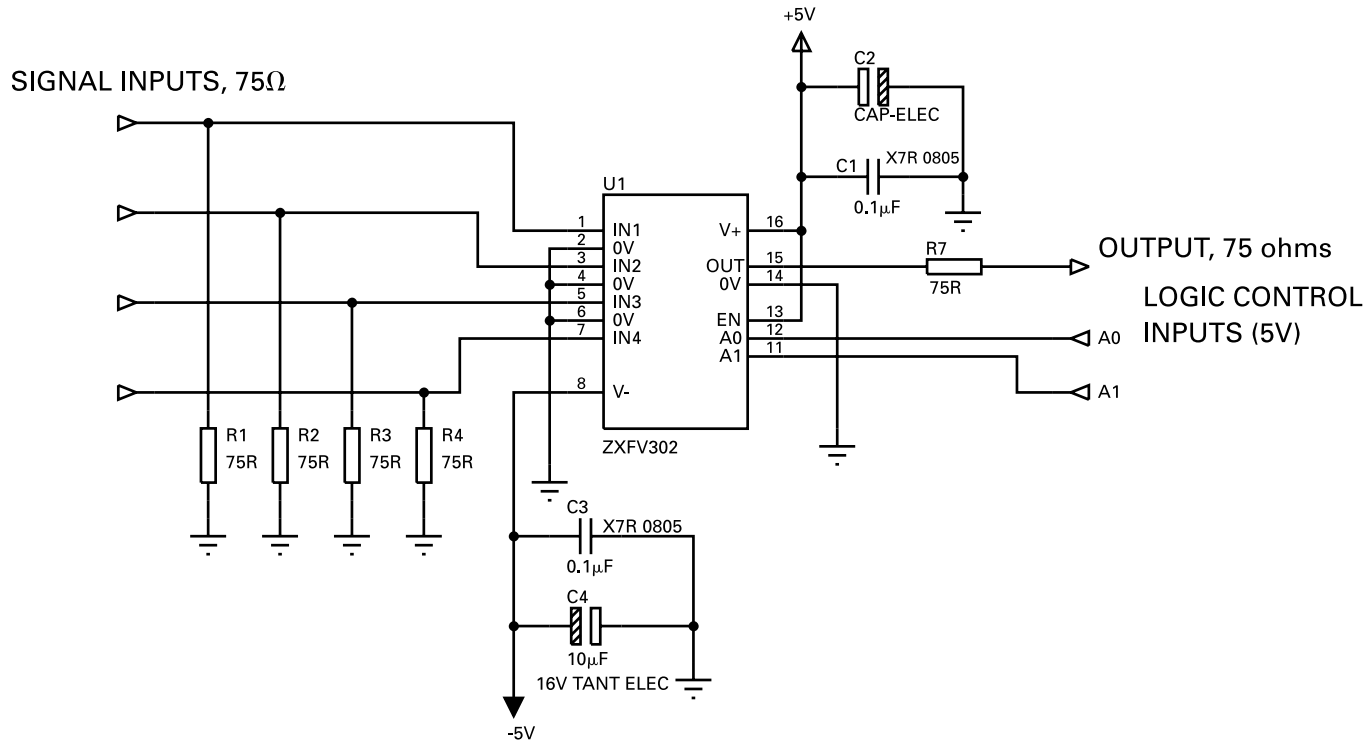 +5V
SIGNAL INPUTS, 75Ω
C2
CAP-ELEC
C1
X7R 0805
0.1µF
U1
1 IN1
2 0V
3 IN2
4 0V
5 IN3
6 0V
7 IN4
8 V-
V+ 16
OUT 15
0V 14
EN 13
A0 12
A1 11
ZXFV302
R7
75R
OUTPUT, 75 ohms
LOGIC CONTROL
INPUTS (5V)
A0
A1
R1
75R
R2
75R
R3
75R
R4
75R
C3
X7R 0805
0.1µF
C4
10µF
16V TANT ELEC
-5V